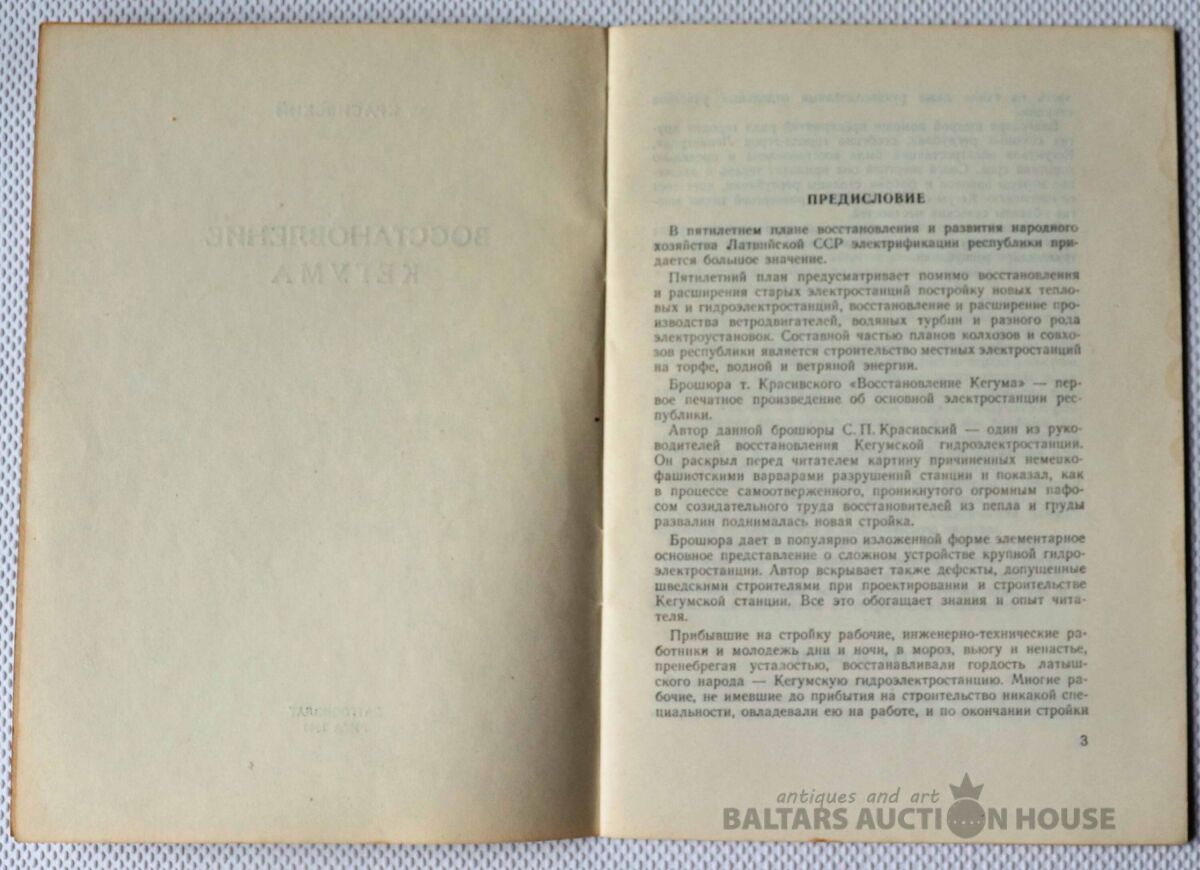 КРАСИВСКИЙ
ВОССТАНОВЛЕНИЕ
КЕГУМА
ПРЕДИСЛОВИЕ
В пятилетнем плане восстановления и развития народного
хозяйства Латвийской ССР электрификации республики при-
дается большое значение.
Пятилетний план предусматривает помимо восстановления
и расширения старых электростанций постройку новых тепло-
вых и гидроэлектростанций, восстановление и расширение про-
изводства ветродвигателей, водяных турбин и разного рода
электроустановок. Составной частью планов колхозов и совхо-
зов республики является строительство местных электростанций
на торфе, водной и ветряной энергии.
Брошюра т. Красивского «Восстановление Кегума» — пер-
вое печатное произведение об основной электростанции рес-
публики.
Автор данной брошюры С. П. Красивский — один из руко-
водителей восстановления Кегумской гидроэлектростанции.
Он раскрыл перед читателем картину причиненных немецко-
фашистскими варварами разрушений станции и показал, как
в процессе самоотверженного, проникнутого огромным пафо-
сом созидательного труда восстановителей из пепла и груды
развалин поднималась новая стройка.
Брошюра дает в популярно изложенной форме элементарное
основное представление о сложном устройстве крупной гидро-
электростанции. Автор вскрывает также дефекты, допущенные
шведскими строителями при проектировании и строительстве
Кегумской станции. Все это обогащает знания и опыт чита-
теля.
Прибывшие на стройку рабочие, инженерно-технические ра-
ботники и молодежь дни и ночи, в мороз, вьюгу и ненастье,
пренебрегая усталостью, восстанавливали гордость латыш-
ского народа — Кегумскую гидроэлектростанцию. Многие ра-
бочие, не имевшие до прибытия на строительство никакой спе-
циальности, овладевали ею на работе, и по окончании стройки
3
antiques and art
BALTARS AUCTION HOUSE